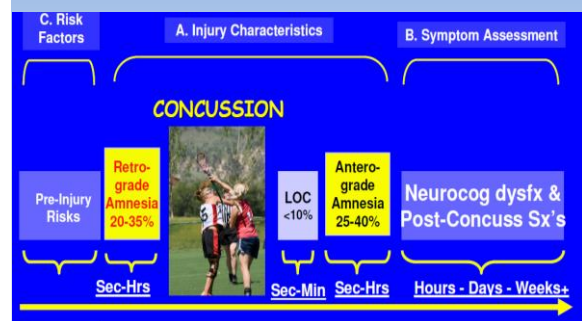 C. Risk
Factors
A. Injury Characteristics
B. Symptom Assessment
CONCUSSION
Pre-Injury
Risks
Retro-
grade
Amnesia
20-35%
LOC
<10%
Antero-
grade
Amnesia
25-40%
Neurocog dysfx &
Post-Concuss Sx's
Sec-Hrs
Sec-Min
Sec-Hrs
Hours - Days - Weeks+